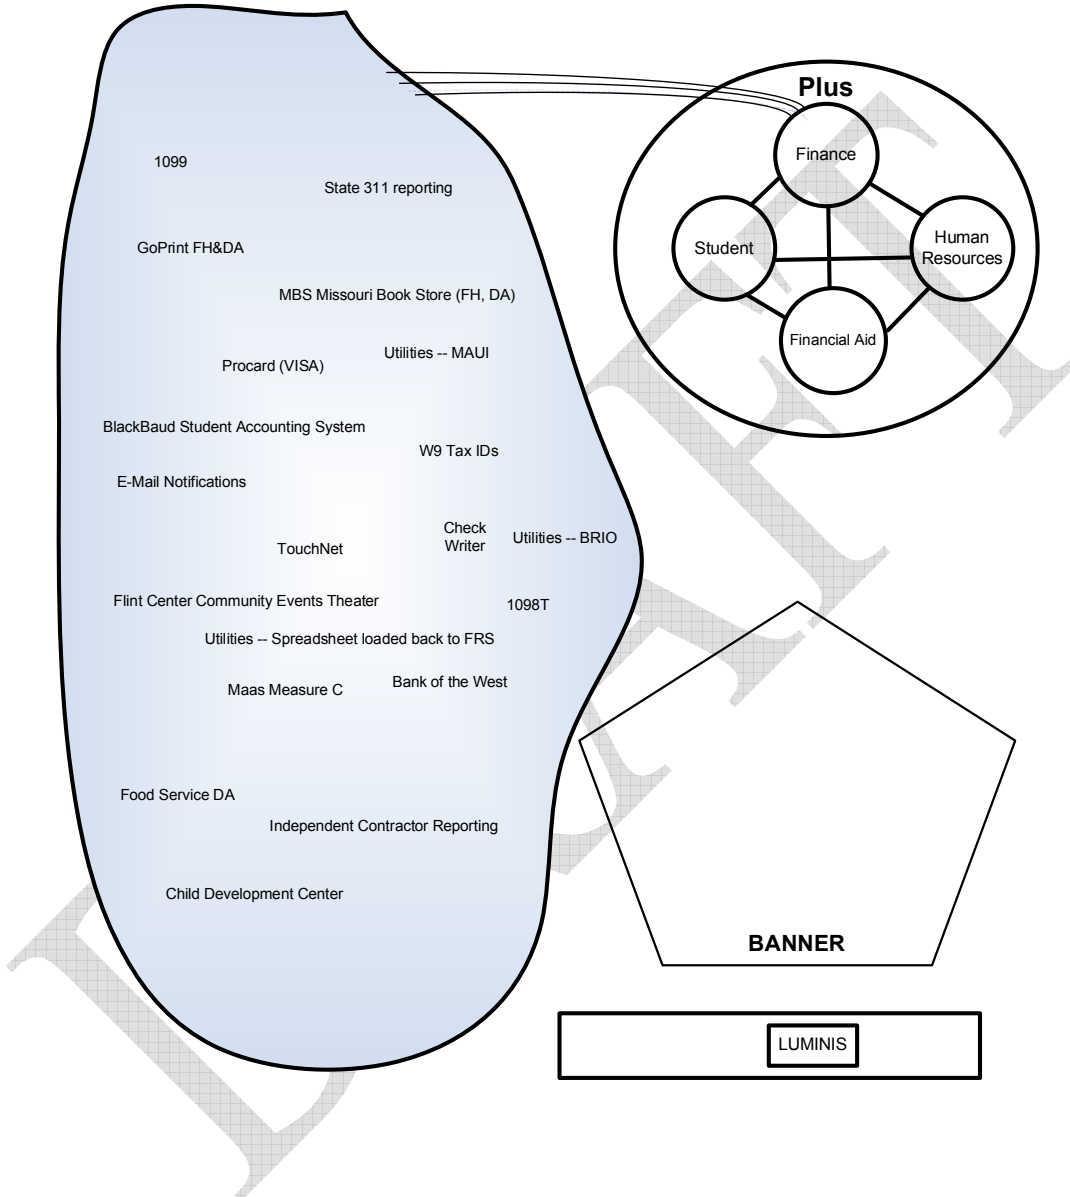 Plus
Finance
1099
State 311 reporting
Student
Human
Resources
GoPrint FH&DA
MBS Missouri Book Store (FH, DA)
Financial Aid
Utilities -- MAUI
Procard (VISA)
BlackBaud Student Accounting System
W9 Tax IDs
E-Mail Notifications
Check
Writer
Utilities -- BRIO
TouchNet
Flint Center Community Events Theater
1098T
Utilities -- Spreadsheet loaded back to FRS
Maas Measure C
Bank of the West
Food Service DA
Independent Contractor Reporting
Child Development Center
BANNER
LUMINIS
DRAFT